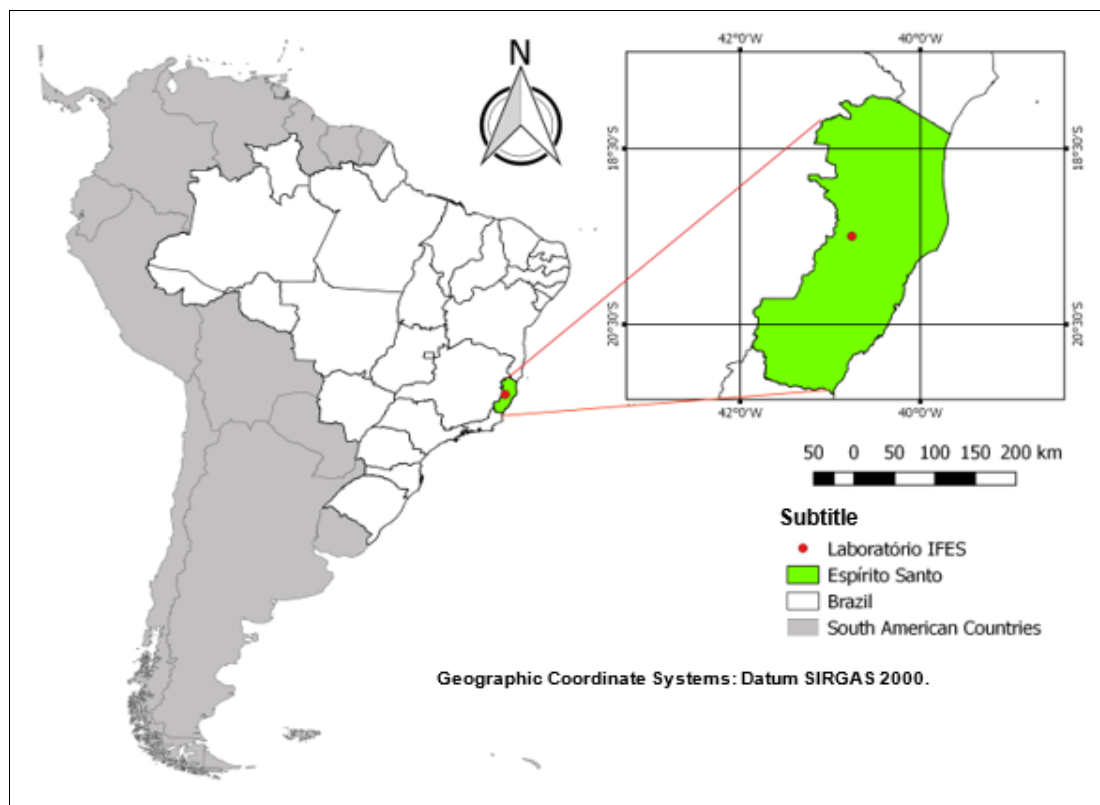 N
42°0'W 40°0'W
18°30'S 18°30'S
20°30'S 20°30'S
42°0'W 40°0'W
50 0 50 100 150 200 km
Subtitle
Laboratório IFES
Espírito Santo
Brazil
South American Countries
Geographic Coordinate Systems: Datum SIRGAS 2000.